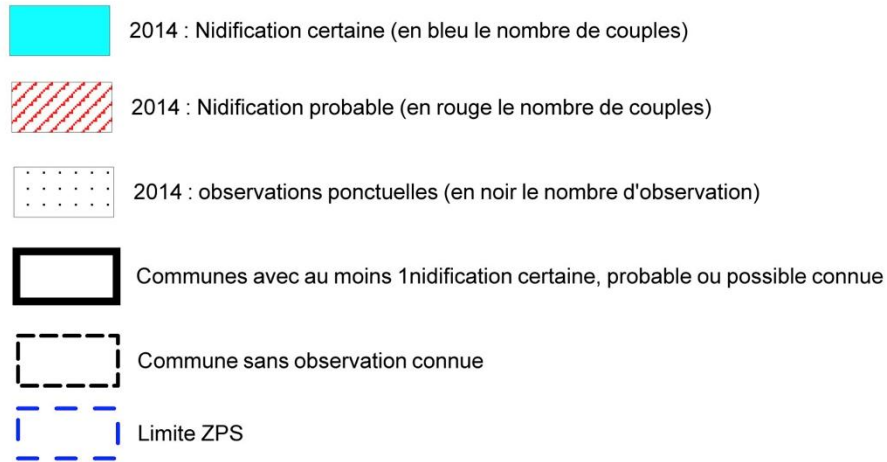 2014 : Nidification certaine (en bleu le nombre de couples)
2014 : Nidification probable (en rouge le nombre de couples)
2014 : observations ponctuelles (en noir le nombre d'observation)
Communes avec au moins 1nidification certaine, probable ou possible connue
Commune sans observation connue
Limite ZPS